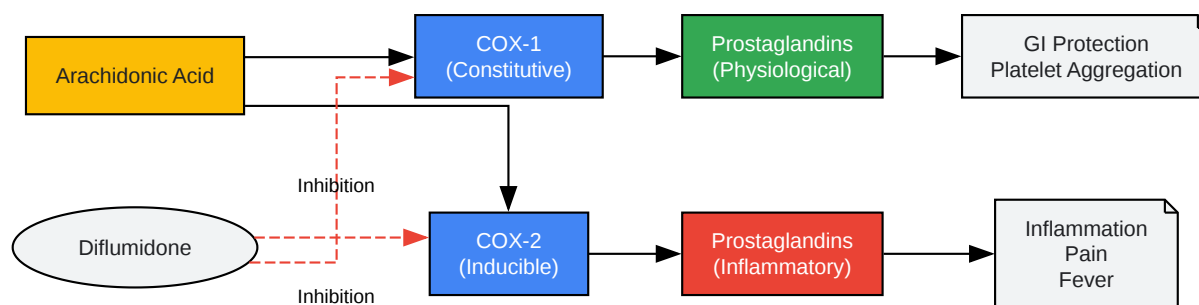 Arachidonic Acid
COX-1
(Constitutive)
Prostaglandins
(Physiological)
GI Protection
Platelet Aggregation
Inhibition
Diflumidone
COX-2
(Inducible)
Prostaglandins
(Inflammatory)
Inflammation
Pain
Fever
Inhibition